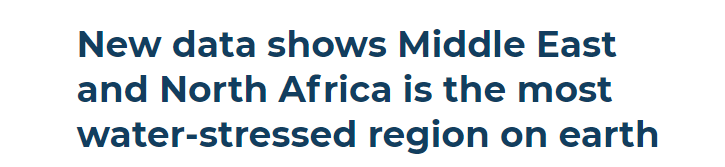 New data shows Middle East
and North Africa is the most
water-stressed region on earth